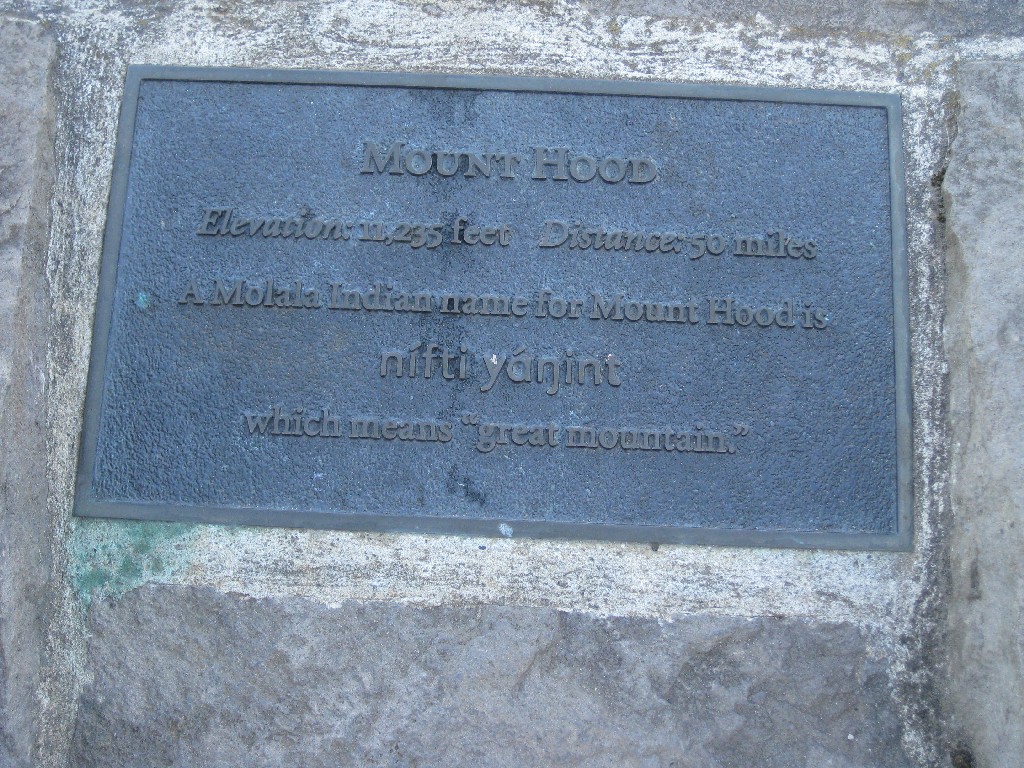 MOUNT HOOD
Elevation: 11,235 feet Distance: 50 miles
A Molala Indian name for Mount Hood is
nífti yáŋint
which means "great mountain."